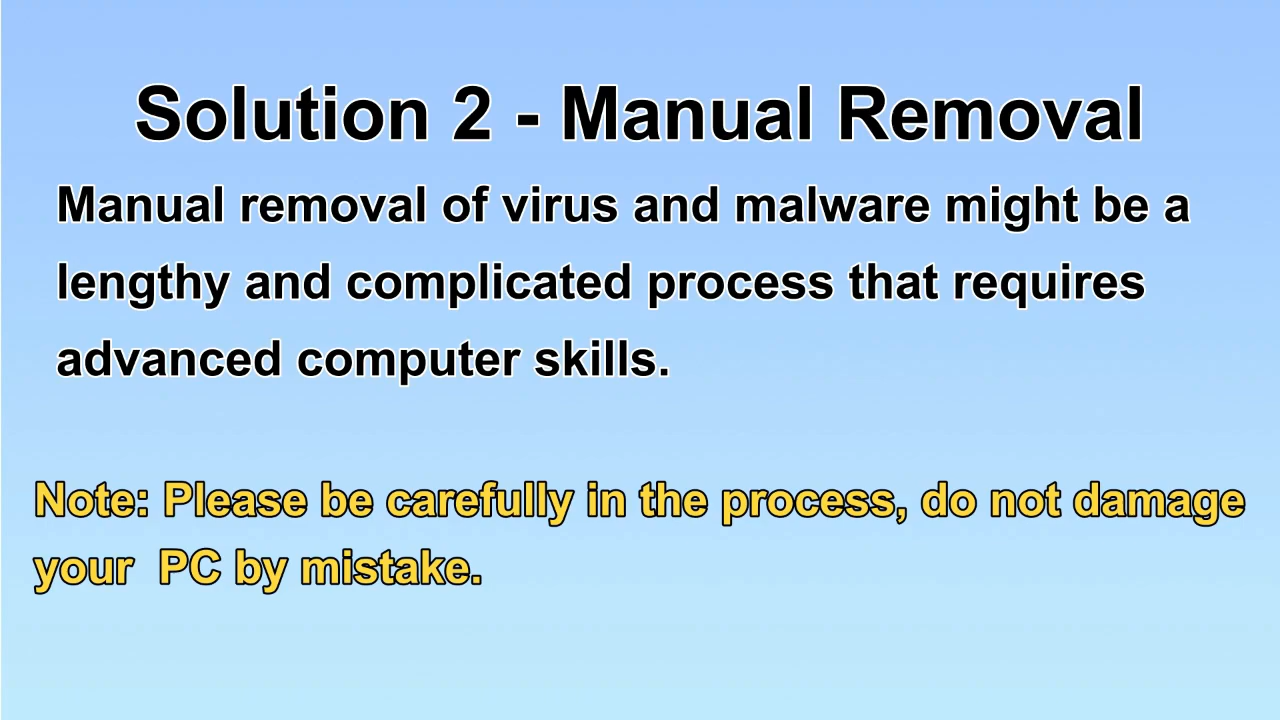 Solution 2 - Manual Removal
Manual removal of virus and malware might be a
lengthy and complicated process that requires
advanced computer skills.
Note: Please be carefully in the process, do not damage
your  PC by mistake.